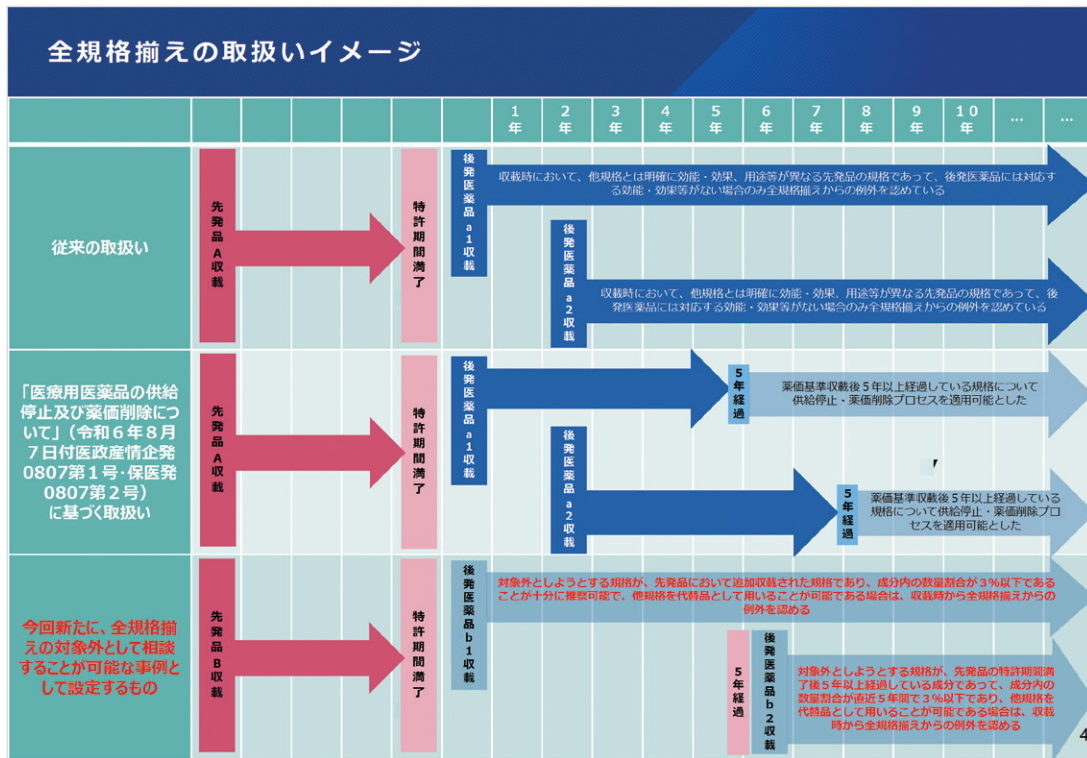 全規格揃えの取扱いイメージ
1年
2年
3年
4年
5年
6年
7年
8年
9年
10年
…
…
従来の取扱い
先発品A収載
特許期間満了
後発医薬品a1収載
収載時において、他規格とは明確に効能・効果、用途等が異なる先発品の規格であって、後発医薬品には対応す
る効能・効果等がない場合のみ全規格揃えからの例外を認めている
後発医薬品a2収載
収載時において、他規格とは明確に効能・効果、用途等が異なる先発品の規格であって、後
発医薬品には対応する効能・効果等がない場合のみ全規格揃えからの例外を認めている
「医療用医薬品の供給
停止及び薬価削除につ
いて」（令和6年8月
7日付医政産情企発
0807第1号・保医発
0807第2号）
に基づく取扱い
先発品A収載
特許期間満了
後発医薬品a1収載
5年経過
薬価基準収載後5年以上経過している規格について
供給停止・薬価削除プロセスを適用可能とした
後発医薬品a2収載
5年経過
薬価基準収載後5年以上経過している
規格について供給停止・薬価削除プロ
セスを適用可能とした
今回新たに、全規格揃
えの対象外として相談
することが可能な事例と
して設定するもの
先発品B収載
特許期間満了
後発医薬品b1収載
対象外としようとする規格が、先発品において追加収載された規格であり、成分内の数量割合が3％以下である
ことが十分に推察可能で、他規格を代替品として用いることが可能である場合は、収載時から全規格揃えからの
例外を認める
5年経過
後発医薬品b2収載
対象外としようとする規格が、先発品の特許期間満
了後5年以上経過している成分であって、成分内の
数量割合が直近5年間で3％以下であり、他規格を
代替品として用いることが可能である場合は、収載
時から全規格揃えからの例外を認める
4